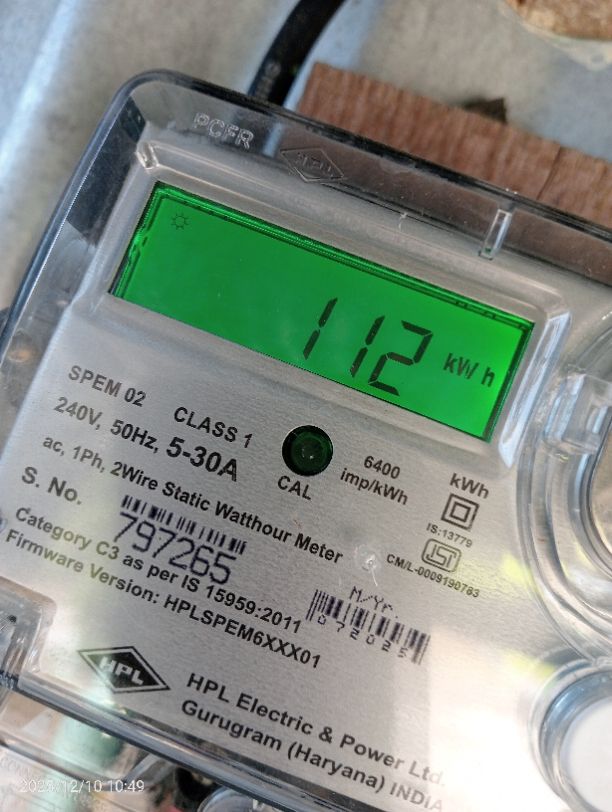 PCFR
HPL
112 kWh
SPEM 02
CLASS 1
240V, 50Hz, 5-30A
6400
imp/kWh
CAL
kWh
ac, 1Ph, 2Wire Static Watthour Meter
IS:13779
S. No.
797265
CM/L-0009190783
Category C3 as per IS 15959:2011
Firmware Version: HPLSPEM6XXX01
M/Yr.
072025
HPL
HPL Electric & Power Ltd.
Gurugram (Haryana) INDIA
2024/12/10 10:49